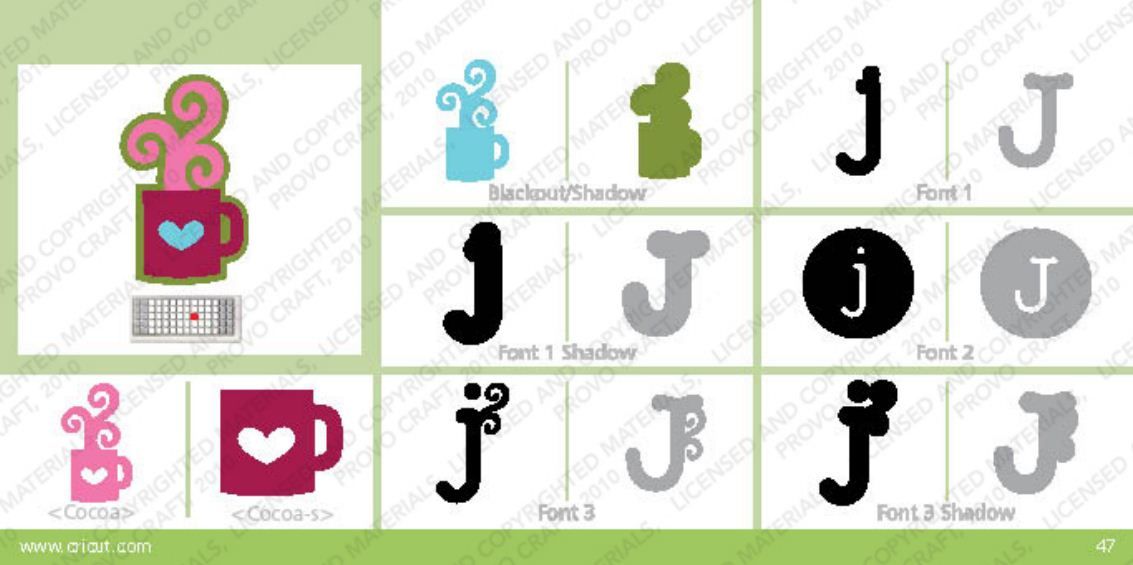 Blackout/Shadow
j
J
Font 1
j
J
Font 1 Shadow
j
J
Font 2
<Cocoa>
<Cocoa-s>
j
J
Font 3
j
J
Font 3 Shadow
www.cricut.com
47
LICENSED AND COPYRIGHTED MATERIALS,
PROVO CRAFT, 2010